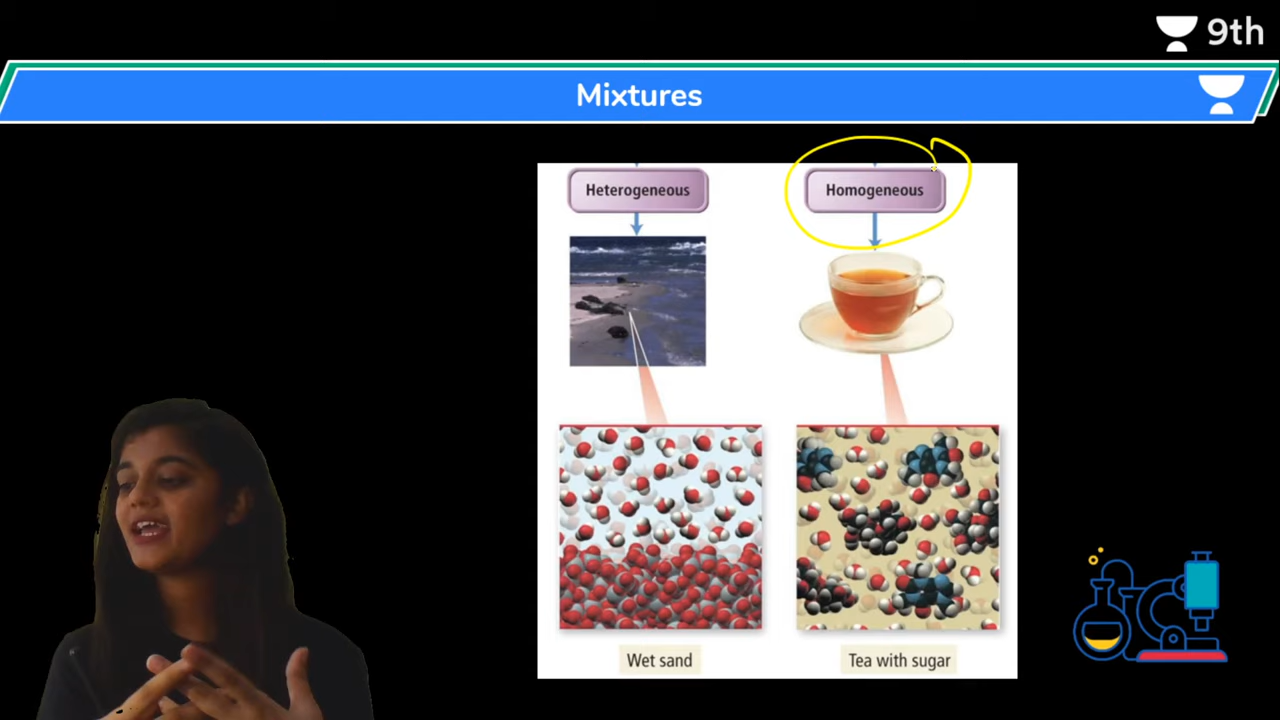 9th
Mixtures
Heterogeneous
Homogeneous
Wet sand
Tea with sugar